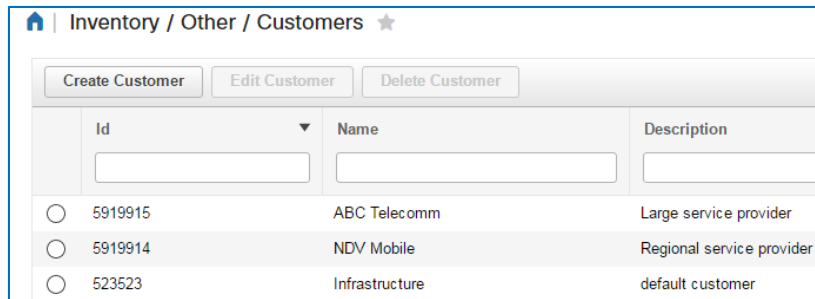 Inventory / Other / Customers
Create Customer Edit Customer Delete Customer
Id Name Description
5919915 ABC Telecomm Large service provider
5919914 NDV Mobile Regional service provider
523523 Infrastructure default customer